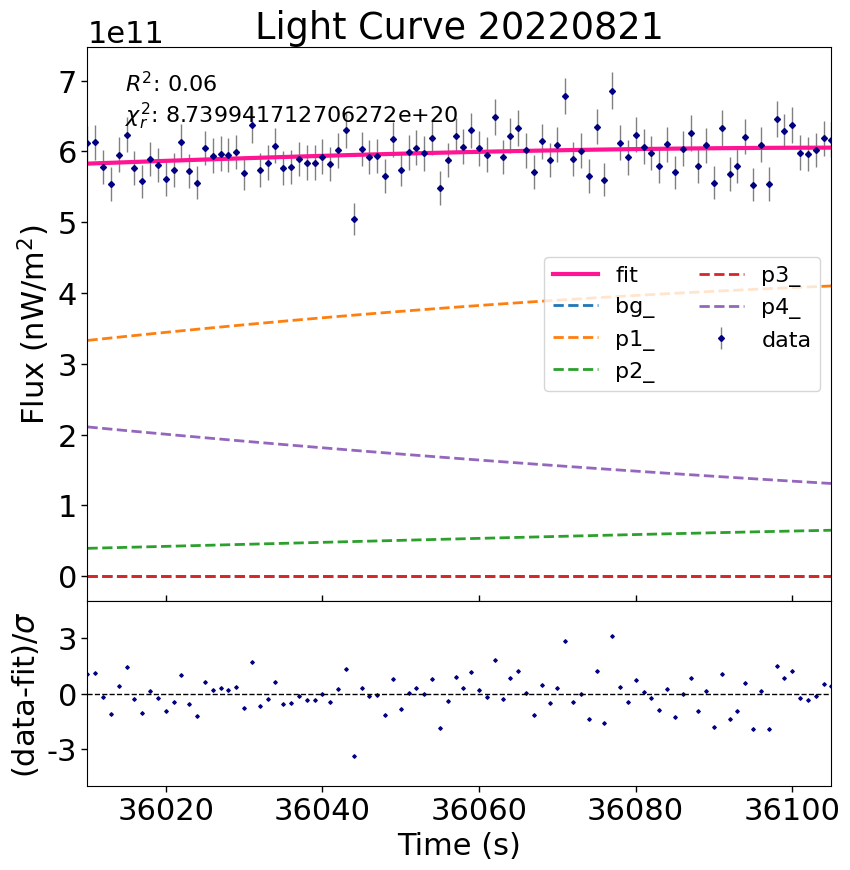 Light Curve 20220821
1e11
R²: 0.06
χ²ᵣ: 8.739941712706272e+20
7
6
5
4
3
2
1
0
Flux (nW/m²)
fit
bg_
p1_
p2_
p3_
p4_
data
3
0
-3
(data-fit)/σ
36020 36040 36060 36080 36100
Time (s)